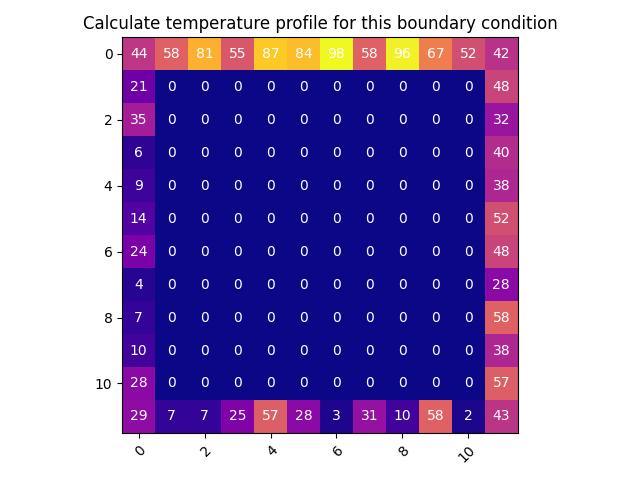 Calculate temperature profile for this boundary condition
0 44 58 81 55 87 84 98 58 96 67 52 42
21 0 0 0 0 0 0 0 0 0 0 48
2 35 0 0 0 0 0 0 0 0 0 0 32
6 0 0 0 0 0 0 0 0 0 0 40
4 9 0 0 0 0 0 0 0 0 0 0 38
14 0 0 0 0 0 0 0 0 0 0 52
6 24 0 0 0 0 0 0 0 0 0 0 48
4 0 0 0 0 0 0 0 0 0 0 28
8 7 0 0 0 0 0 0 0 0 0 0 58
10 0 0 0 0 0 0 0 0 0 0 38
10 28 0 0 0 0 0 0 0 0 0 0 57
29 7 7 25 57 28 3 31 10 58 2 43
0 2 4 6 8 10